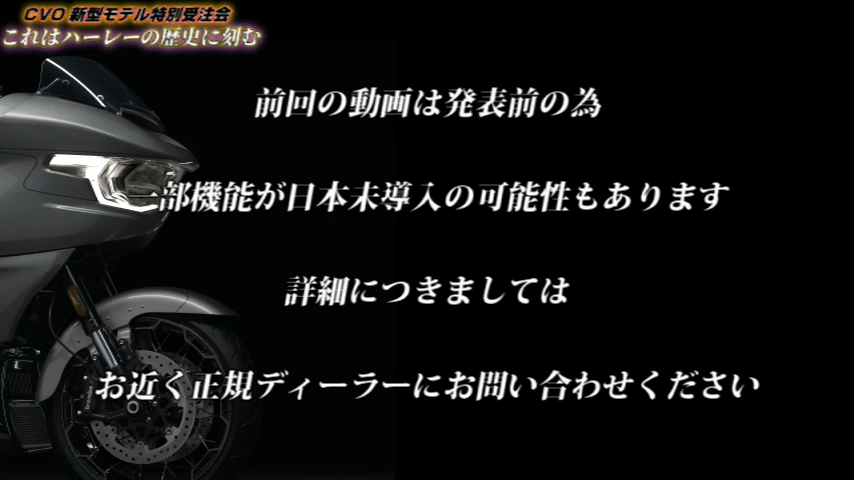 CVO 新型モデル特別受注会
これはハーレーの歴史に刻む
前回の動画は発表前の為
一部機能が日本未導入の可能性もあります
詳細につきましては
お近く正規ディーラーにお問い合わせください
brembo